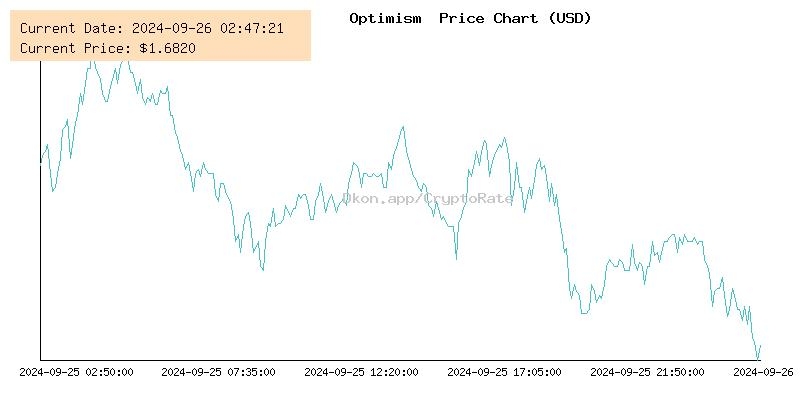 Optimism  Price Chart (USD)
Current Date: 2024-09-26 02:47:21
Current Price: $1.6820
Dkon.app/CryptoRate
2024-09-25 02:50:00 2024-09-25 07:35:00 2024-09-25 12:20:00 2024-09-25 17:05:00 2024-09-25 21:50:00 2024-09-26